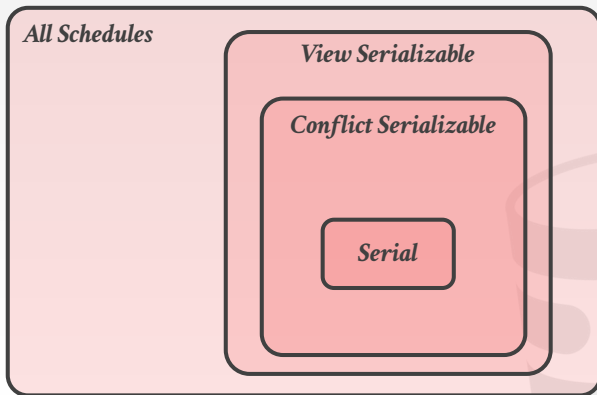 All Schedules
View Serializable
Conflict Serializable
Serial